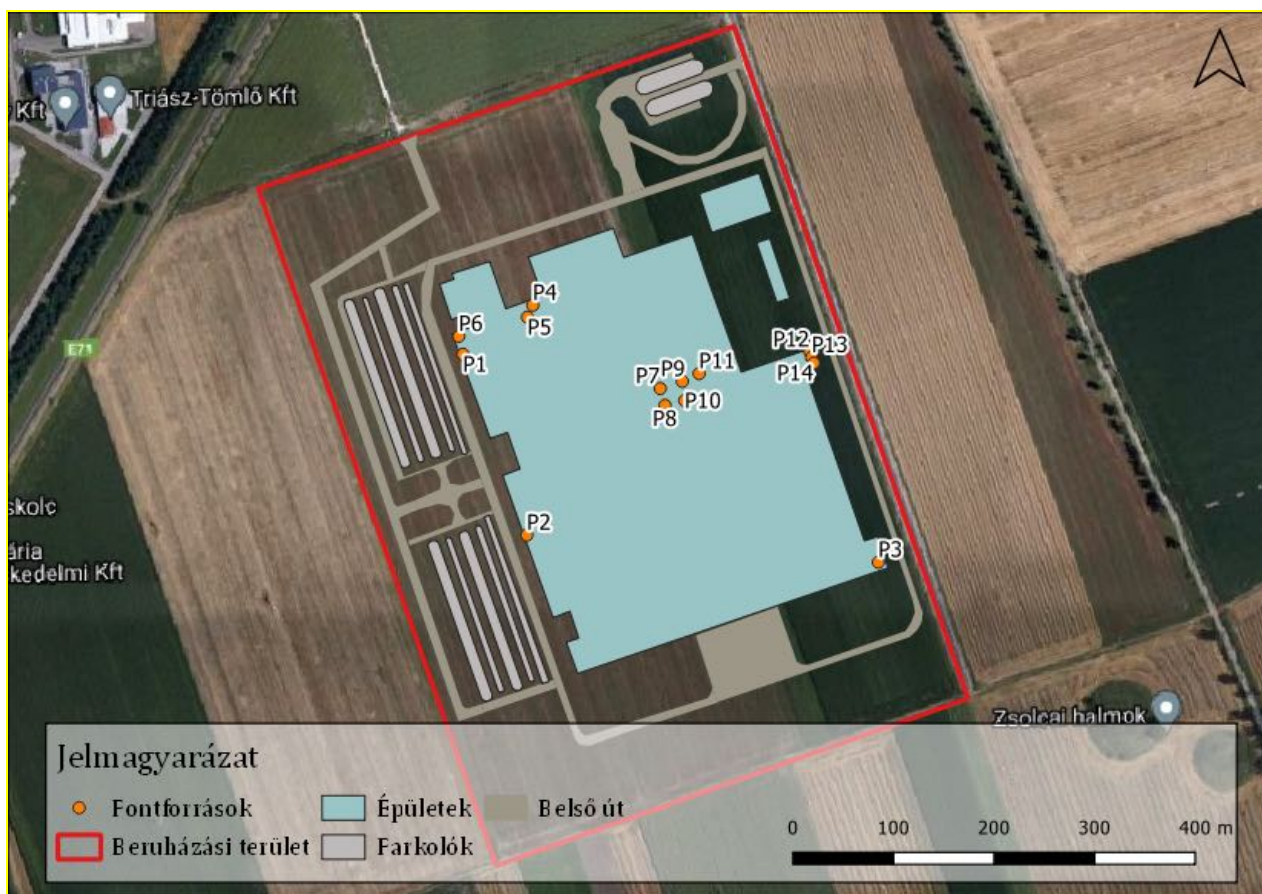 Kft
Triász-Tömlő Kft
E71
skolc
ária
kedelmi Kft
P4
P5
P6
P1
P12
P13
P14
P11
P9
P7
P10
P8
P2
P3
Zsolcai halmok
Jelmagyarázat
Fontforrások
Épületek
Belső út
Beruházási terület
Farkolók
0 100 200 300 400 m